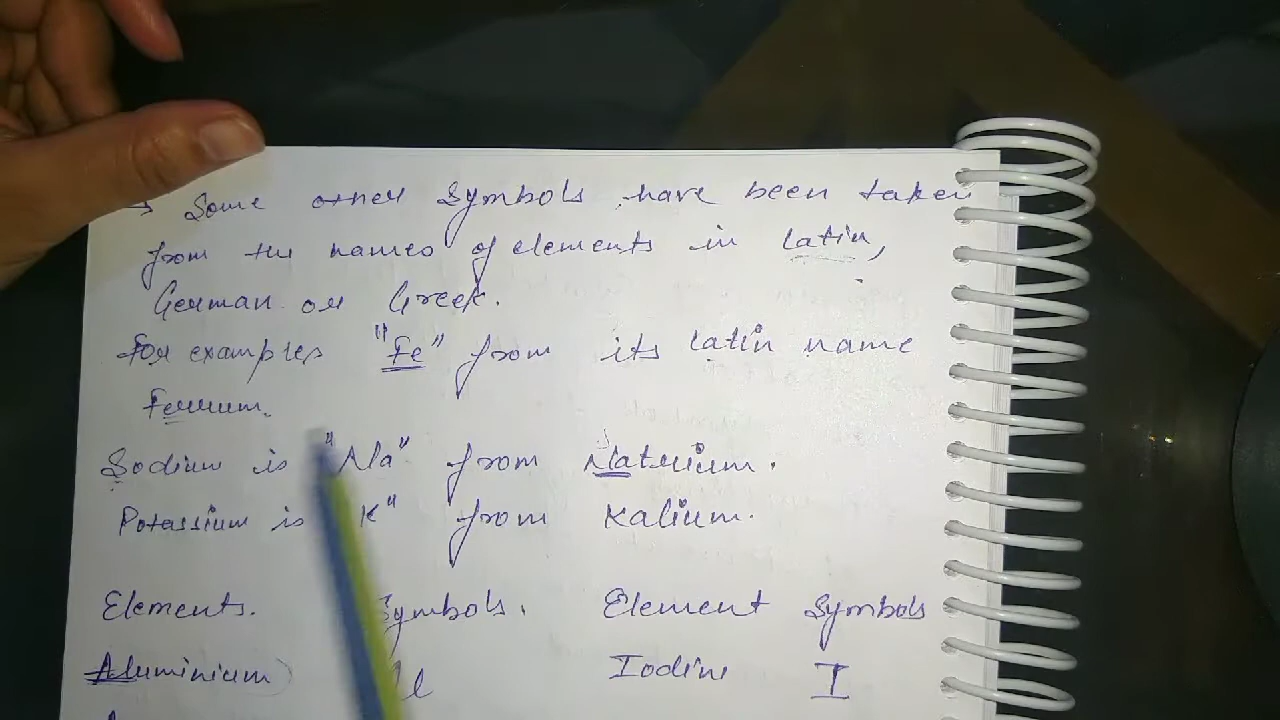 → Some other Symbols have been taken
from the names of elements in Latin,
German or Greek.
For examples "Fe" from its Latin name
Ferrum.
Sodium is "Na" from Natrium.
Potassium is K" from Kalium.
Elements. Symbols. Element Symbols
Aluminium Al Iodine I